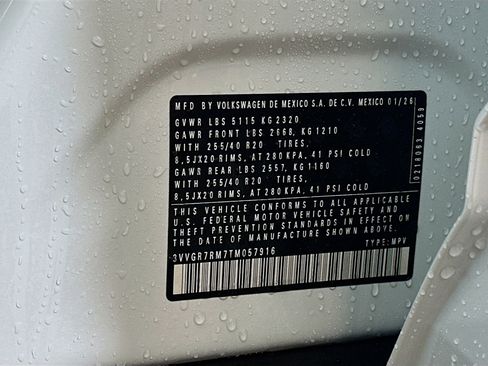 MFD BY VOLKSWAGEN DE MEXICO S.A. DE C.V. MEXICO 01/26
GVWR LBS 5115 KG 2320
GAWR FRONT LBS 2668, KG 1210
WITH 255/40 R20 TIRES,
8,5JX20 RIMS, AT 280 KPA, 41 PSI COLD
GAWR REAR LBS 2557, KG 1160
WITH 255/40 R20 TIRES,
8,5JX20 RIMS, AT 280 KPA, 41 PSI COLD
THIS VEHICLE CONFORMS TO ALL APPLICABLE
U.S. FEDERAL MOTOR VEHICLE SAFETY AND
THEFT PREVENTION STANDARDS IN EFFECT ON
THE DATE OF MANUFACTURE SHOWN ABOVE.
3VVGR7RM7TM057916 TYPE: MPV
0218063 4059